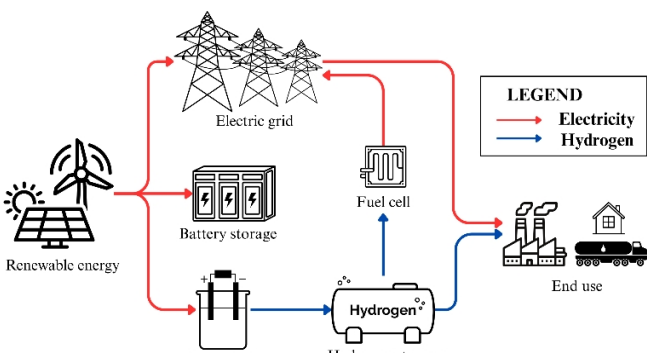 Electric grid
LEGEND
Electricity
Hydrogen
Fuel cell
Battery storage
Renewable energy
+ −
Hydrogen
End use